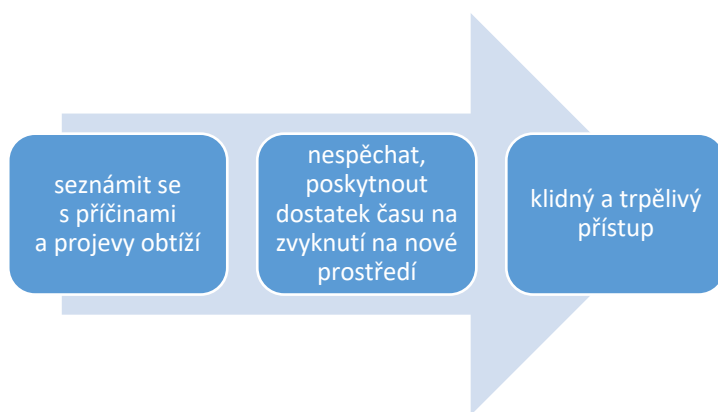 seznámit se
s příčinami
a projevy obtíží
nespěchat,
poskytnout
dostatek času na
zvyknutí na nové
prostředí
klidný a trpělivý
přístup